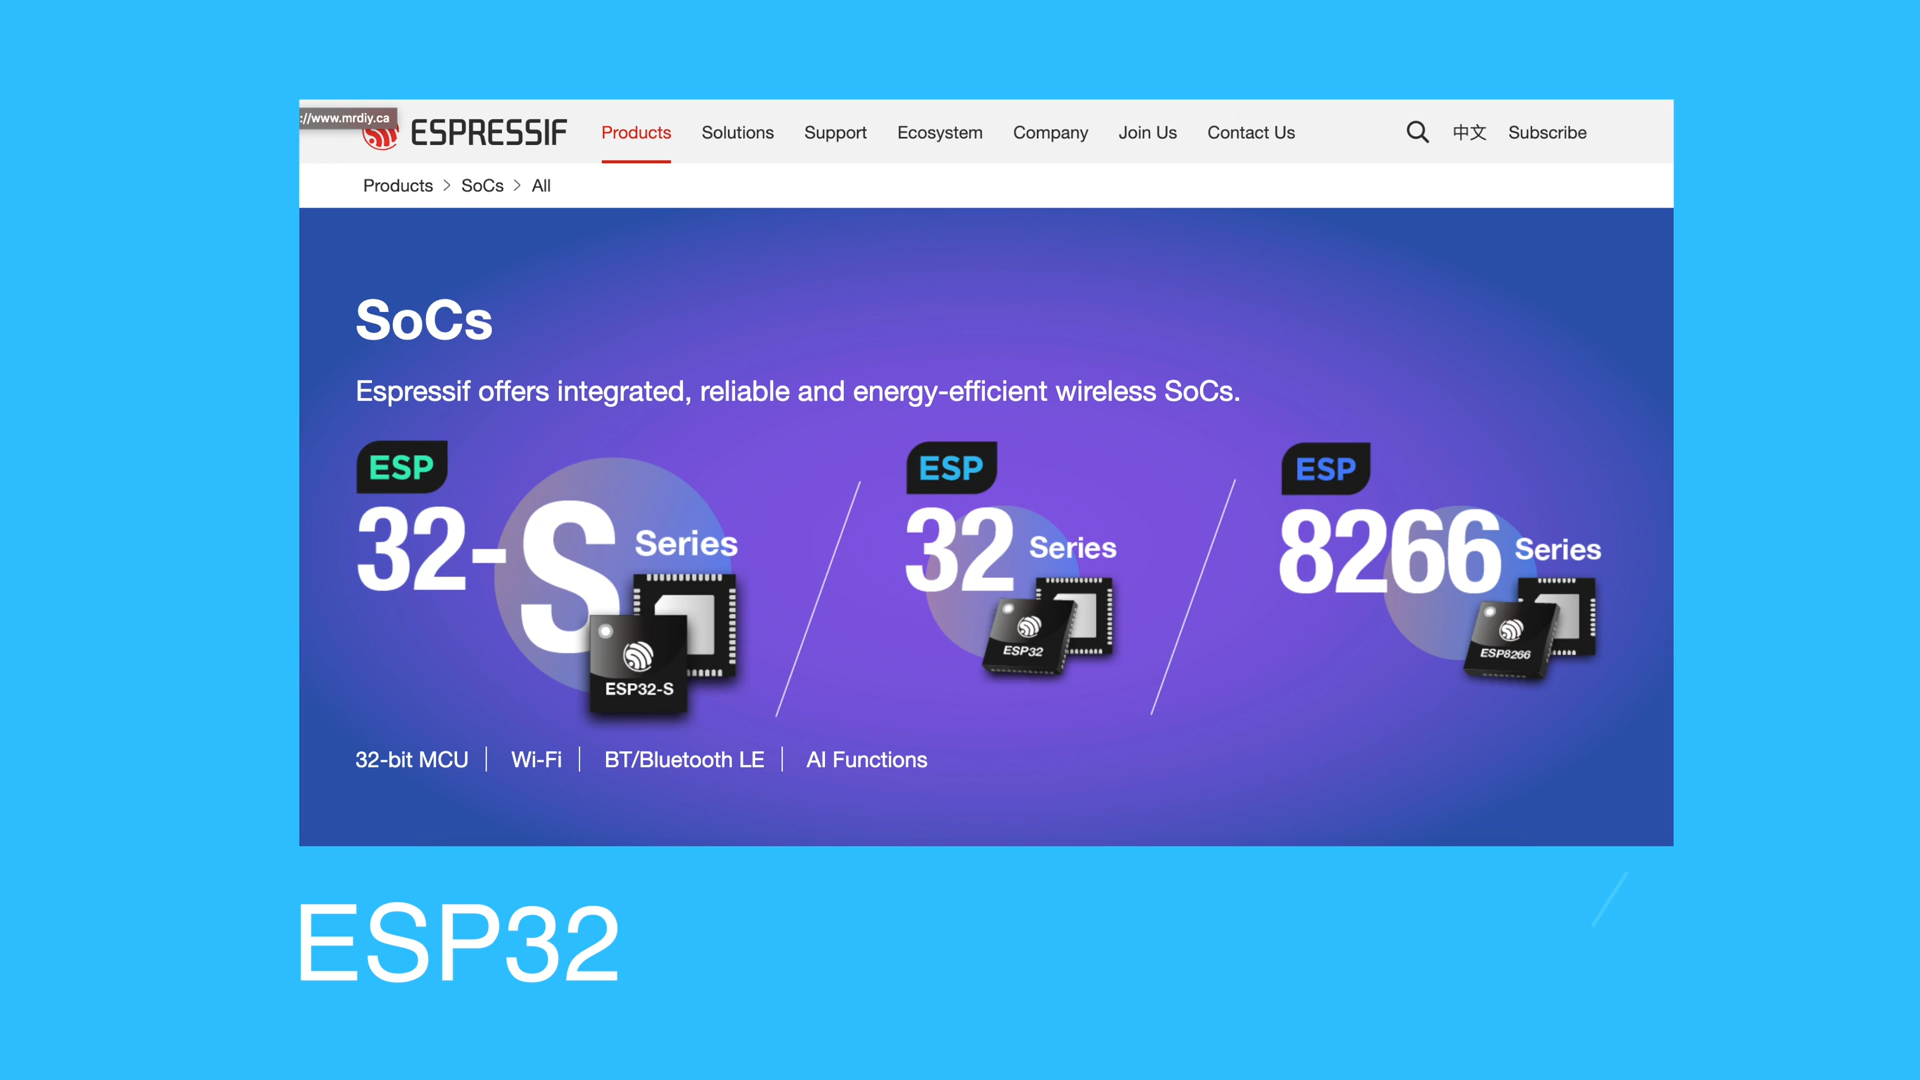 ://www.mrdiy.ca
ESPRESSIF Products Solutions Support Ecosystem Company Join Us Contact Us 中文 Subscribe
Products > SoCs > All
SoCs
Espressif offers integrated, reliable and energy-efficient wireless SoCs.
ESP
32-S Series
ESP32-S
ESP
32 Series
ESP32
ESP
8266 Series
ESP8266
32-bit MCU | Wi-Fi | BT/Bluetooth LE | AI Functions
ESP32